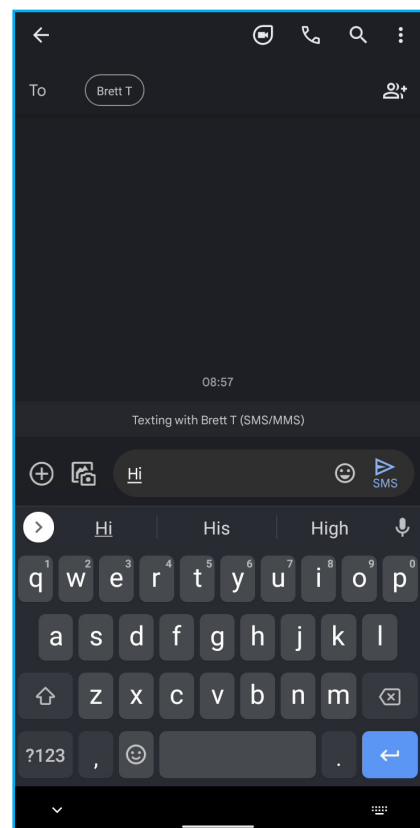 To Brett T
08:57
Texting with Brett T (SMS/MMS)
Hi
SMS
Hi His High
q1 w2 e3 r4 t5 y6 u7 i8 o9 p0
a s d f g h j k l
z x c v b n m
?123 , .